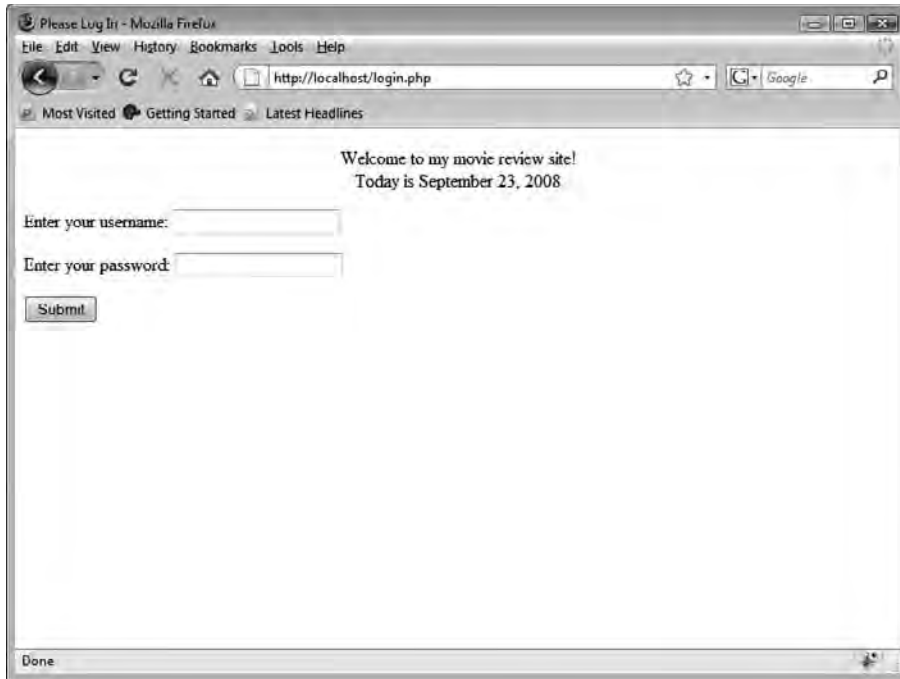 Please Log In - Mozilla Firefox
File Edit View History Bookmarks Tools Help
http://localhost/login.php
G Google
Most Visited Getting Started Latest Headlines
Welcome to my movie review site!
Today is September 23, 2008
Enter your username:
Enter your password:
Submit
Done